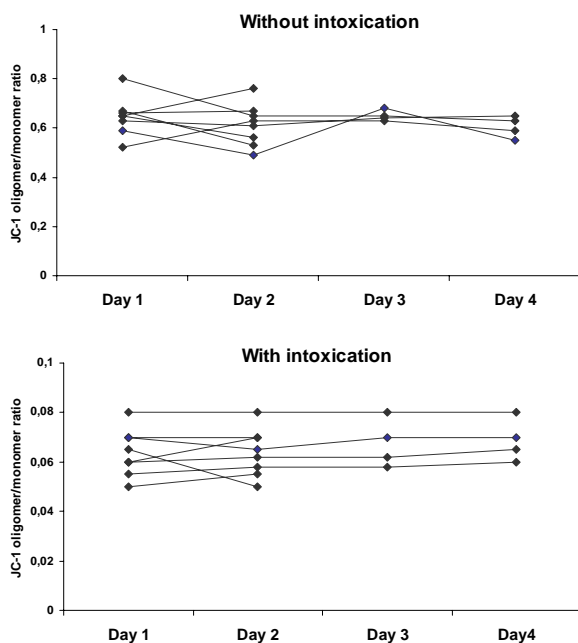 Without intoxication
JC-1 oligomer/monomer ratio
1
0,8
0,6
0,4
0,2
0
Day 1 Day 2 Day 3 Day 4
With intoxication
JC-1 oligomer/monomer ratio
0,1
0,08
0,06
0,04
0,02
0
Day 1 Day 2 Day 3 Day4